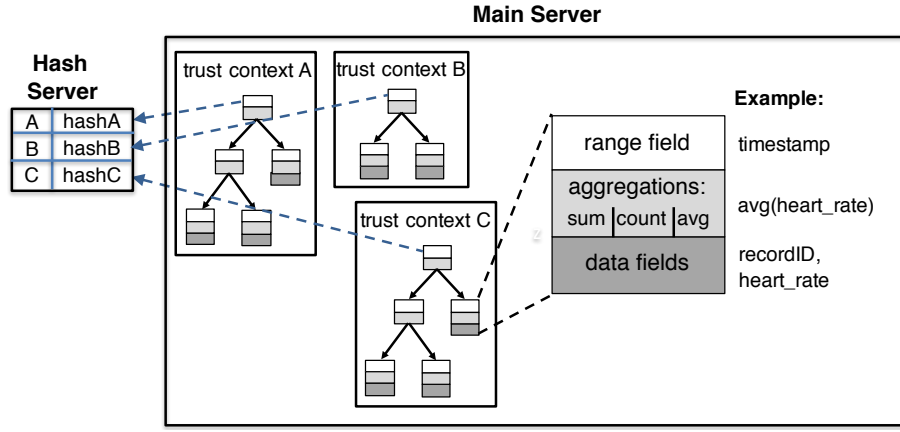 Main Server
Hash
Server
A hashA
B hashB
C hashC
trust context A
trust context B
trust context C
Example:
range field
timestamp
aggregations:
sum count avg
avg(heart_rate)
data fields
recordID,
heart_rate
z